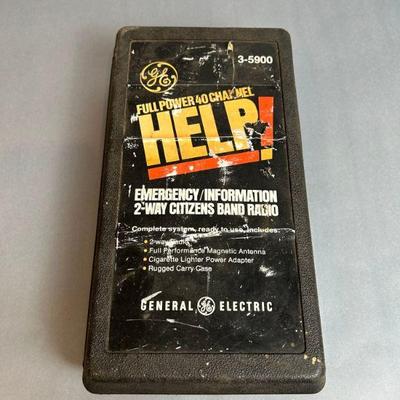 GE
3-5900
FULL POWER 40 CHANNEL
HELP!
EMERGENCY/INFORMATION
2-WAY CITIZENS BAND RADIO
Complete system, ready to use, includes:
• 2-way Radio
• Full Performance Magnetic Antenna
• Cigarette Lighter Power Adapter
• Rugged Carry Case
GENERAL GE ELECTRIC